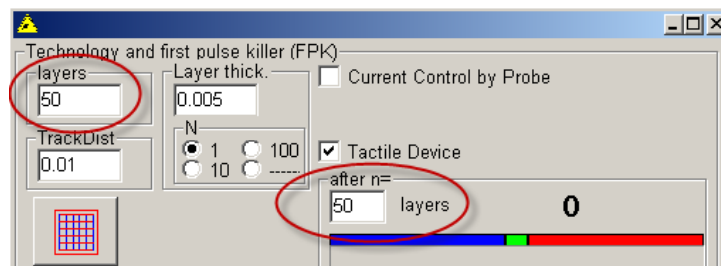 Technology and first pulse killer (FPK)
layers
50
Layer thick.
0.005
Current Control by Probe
TrackDist
0.01
N
1
100
10
------
Tactile Device
after n=
50 layers
0